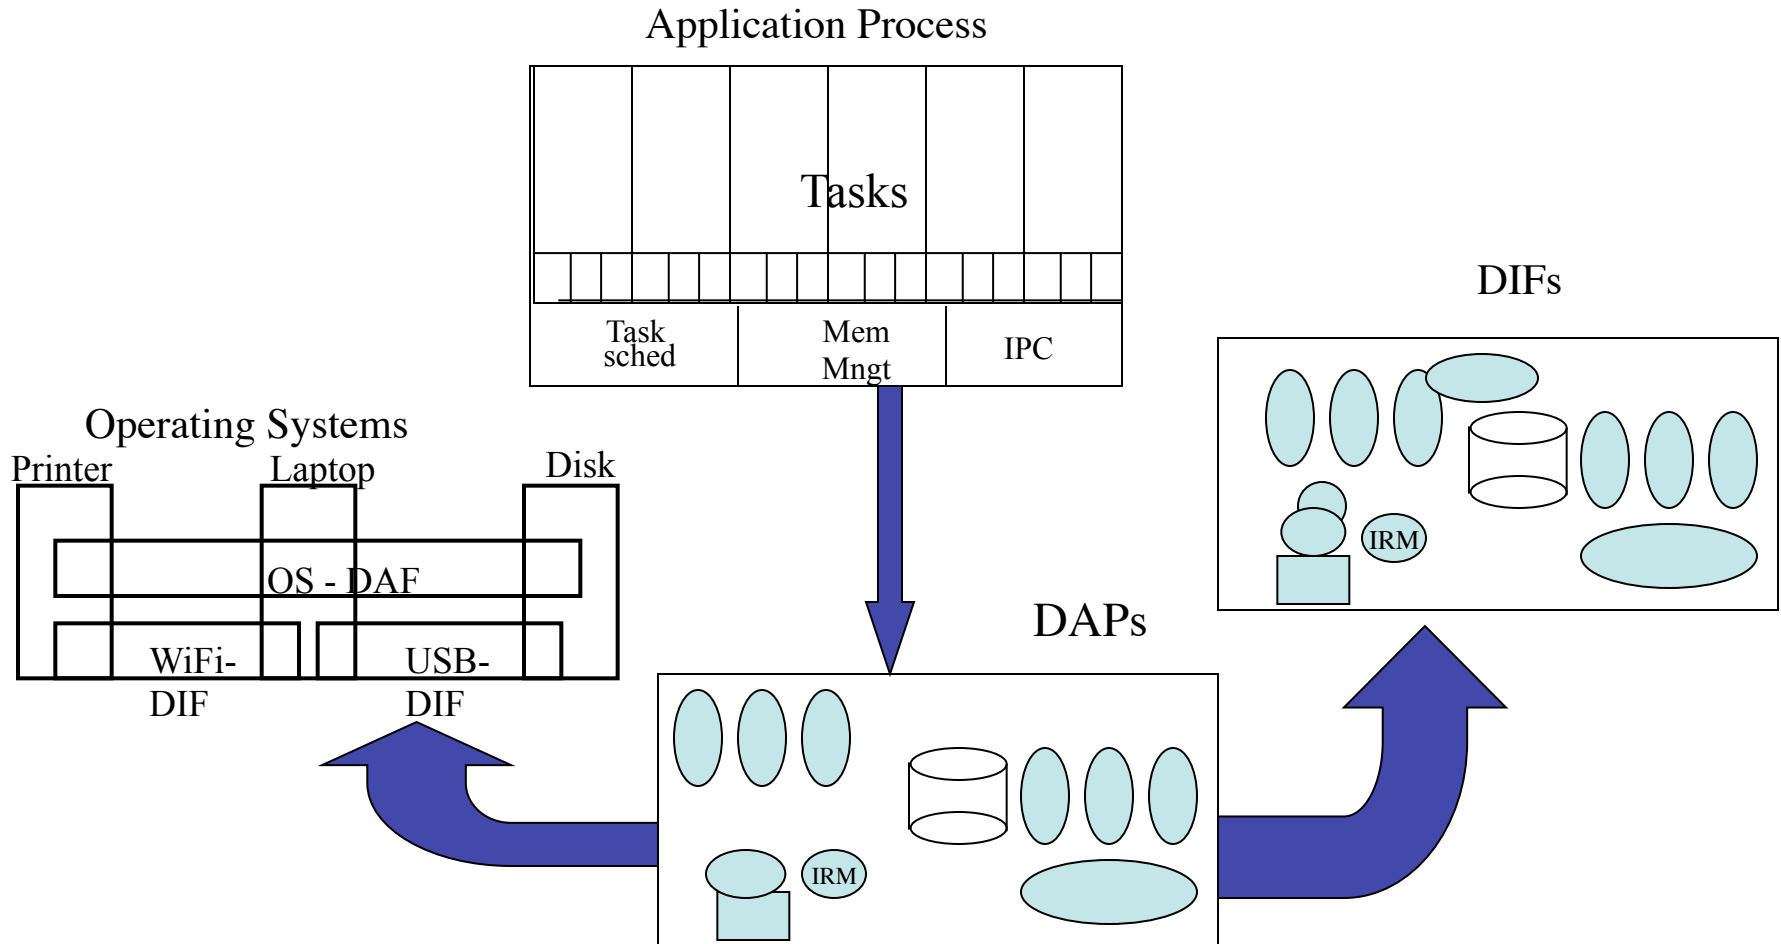 Application Process
Tasks
Task
sched
Mem
Mngt
IPC
DIFs
IRM
Operating Systems
Printer
Laptop
Disk
OS - DAF
WiFi-
DIF
USB-
DIF
DAPs
IRM